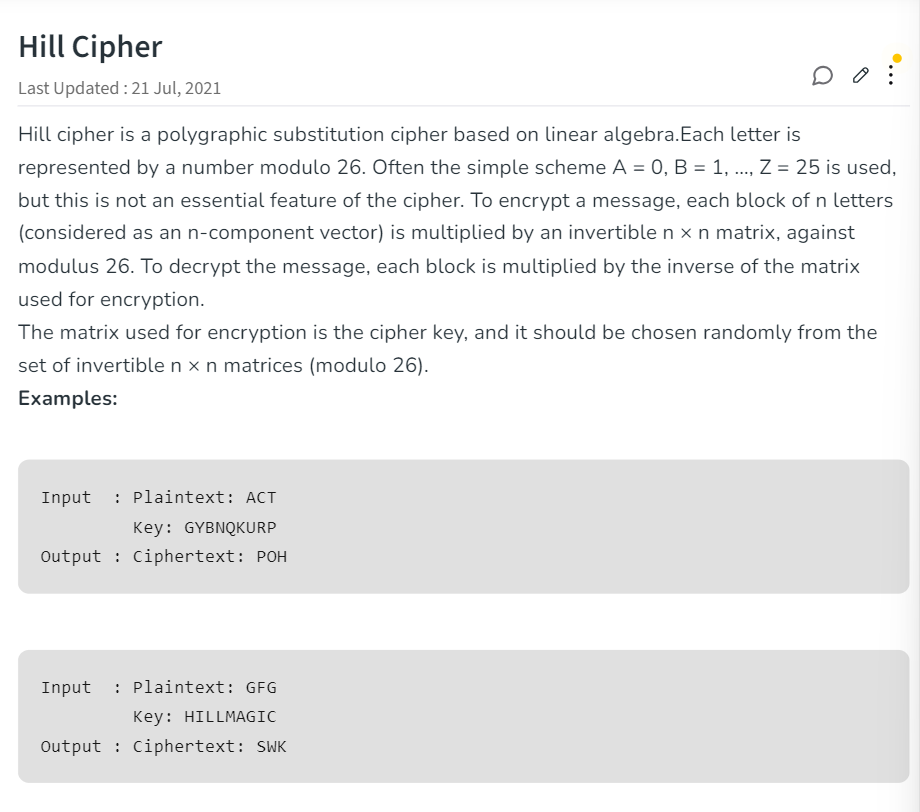 Hill Cipher
Last Updated : 21 Jul, 2021
Hill cipher is a polygraphic substitution cipher based on linear algebra.Each letter is
represented by a number modulo 26. Often the simple scheme A = 0, B = 1, …, Z = 25 is used,
but this is not an essential feature of the cipher. To encrypt a message, each block of n letters
(considered as an n-component vector) is multiplied by an invertible n × n matrix, against
modulus 26. To decrypt the message, each block is multiplied by the inverse of the matrix
used for encryption.
The matrix used for encryption is the cipher key, and it should be chosen randomly from the
set of invertible n × n matrices (modulo 26).
Examples:
Input  : Plaintext: ACT
         Key: GYBNQKURP
Output : Ciphertext: POH
Input  : Plaintext: GFG
         Key: HILLMAGIC
Output : Ciphertext: SWK